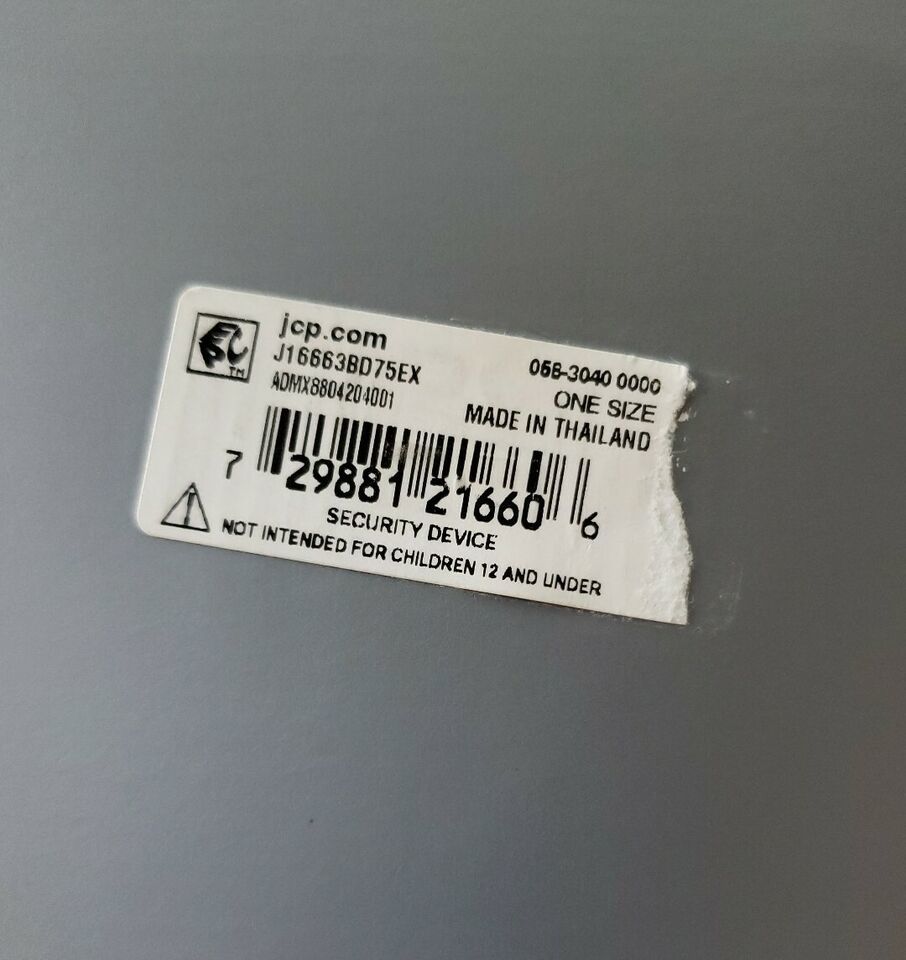 jcp.com
J16663BD75EX
ADMX8804204001
058-3040 0000
ONE SIZE
MADE IN THAILAND
7 29881 21660 6
SECURITY DEVICE
NOT INTENDED FOR CHILDREN 12 AND UNDER